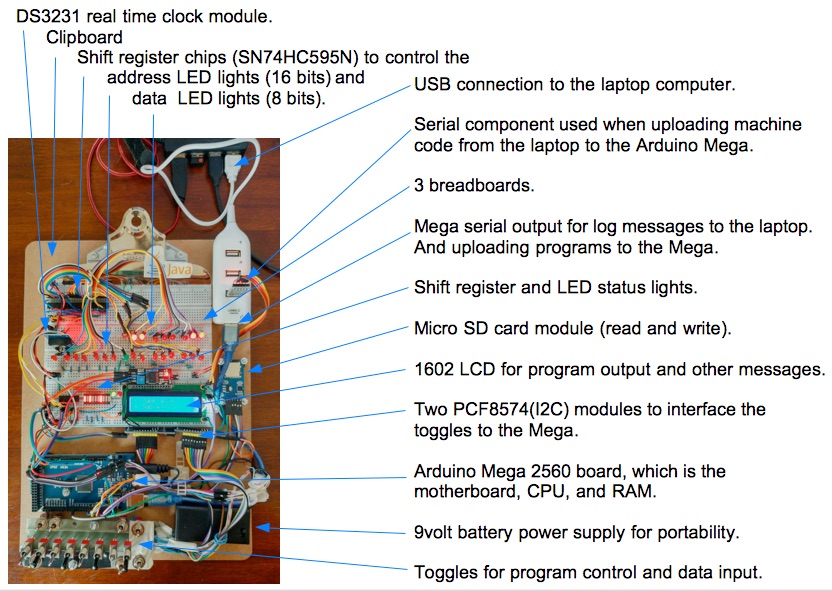 DS3231 real time clock module.
Clipboard
Shift register chips (SN74HC595N) to control the
address LED lights (16 bits) and
data LED lights (8 bits).
USB connection to the laptop computer.
Serial component used when uploading machine
code from the laptop to the Arduino Mega.
3 breadboards.
Mega serial output for log messages to the laptop.
And uploading programs to the Mega.
Shift register and LED status lights.
Micro SD card module (read and write).
1602 LCD for program output and other messages.
Two PCF8574(I2C) modules to interface the
toggles to the Mega.
Arduino Mega 2560 board, which is the
motherboard, CPU, and RAM.
9volt battery power supply for portability.
Toggles for program control and data input.
Java